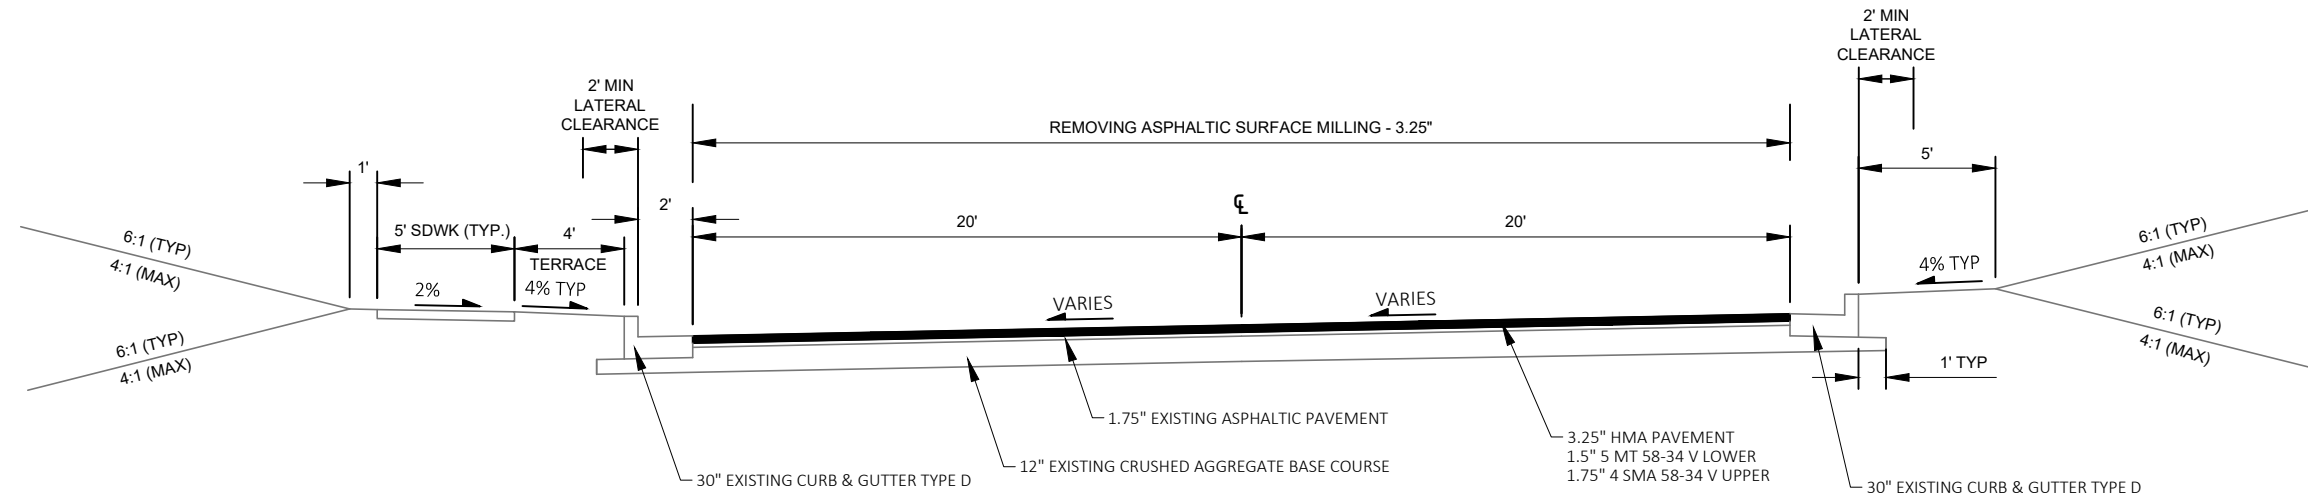 2' MIN
LATERAL
CLEARANCE
2' MIN
LATERAL
CLEARANCE
REMOVING ASPHALTIC SURFACE MILLING - 3.25"
1'
5'
2'
℄
20'
20'
5' SDWK (TYP.)
4'
TERRACE
6:1 (TYP)
4:1 (MAX)
6:1 (TYP)
4:1 (MAX)
2%
4% TYP
VARIES
VARIES
4% TYP
6:1 (TYP)
4:1 (MAX)
6:1 (TYP)
4:1 (MAX)
1' TYP
1.75" EXISTING ASPHALTIC PAVEMENT
3.25" HMA PAVEMENT
1.5" 5 MT 58-34 V LOWER
1.75" 4 SMA 58-34 V UPPER
12" EXISTING CRUSHED AGGREGATE BASE COURSE
30" EXISTING CURB & GUTTER TYPE D
30" EXISTING CURB & GUTTER TYPE D